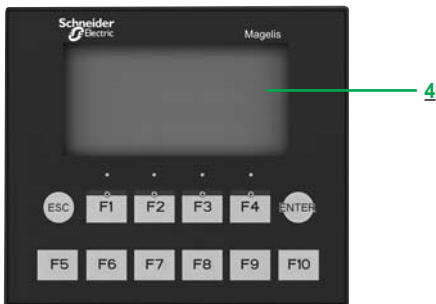 Schneider
Electric
Magelis
4
ESC
F1
F2
F3
F4
ENTER
F5
F6
F7
F8
F9
F10